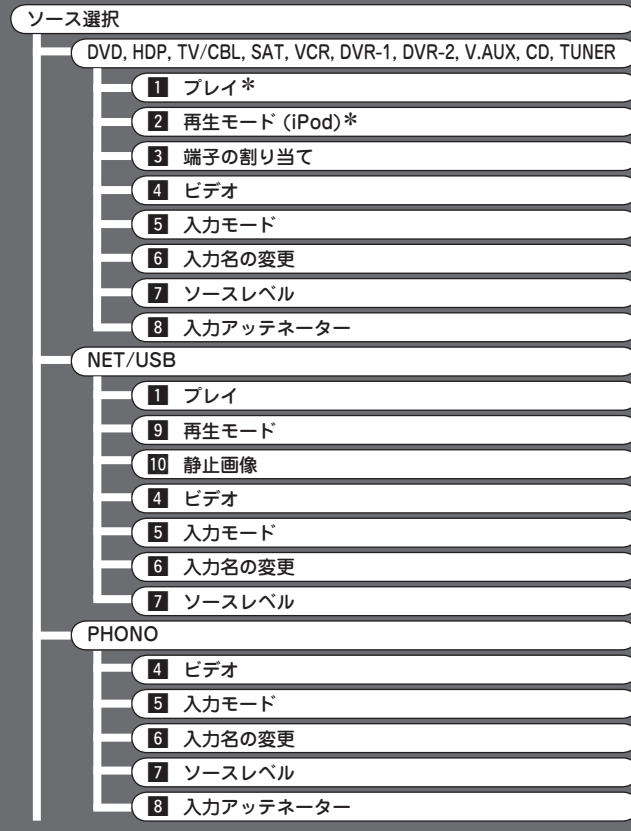 ソース選択
DVD, HDP, TV/CBL, SAT, VCR, DVR-1, DVR-2, V.AUX, CD, TUNER
1 プレイ*
2 再生モード (iPod)*
3 端子の割り当て
4 ビデオ
5 入力モード
6 入力名の変更
7 ソースレベル
8 入力アッテネーター
NET/USB
1 プレイ
9 再生モード
10 静止画像
4 ビデオ
5 入力モード
6 入力名の変更
7 ソースレベル
PHONO
4 ビデオ
5 入力モード
6 入力名の変更
7 ソースレベル
8 入力アッテネーター